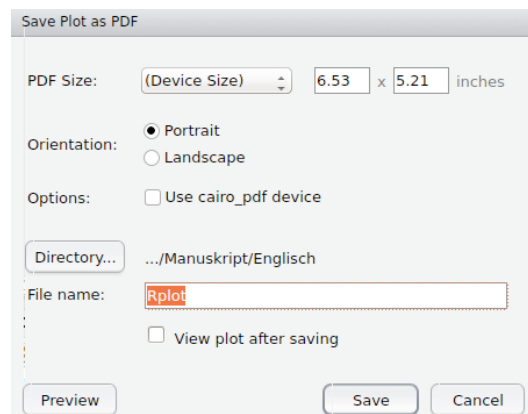 Save Plot as PDF
PDF Size: (Device Size) 6.53 x 5.21 inches
Orientation: Portrait
Landscape
Options: Use cairo_pdf device
Directory... .../Manuskript/Englisch
File name: Rplot
View plot after saving
Preview Save Cancel